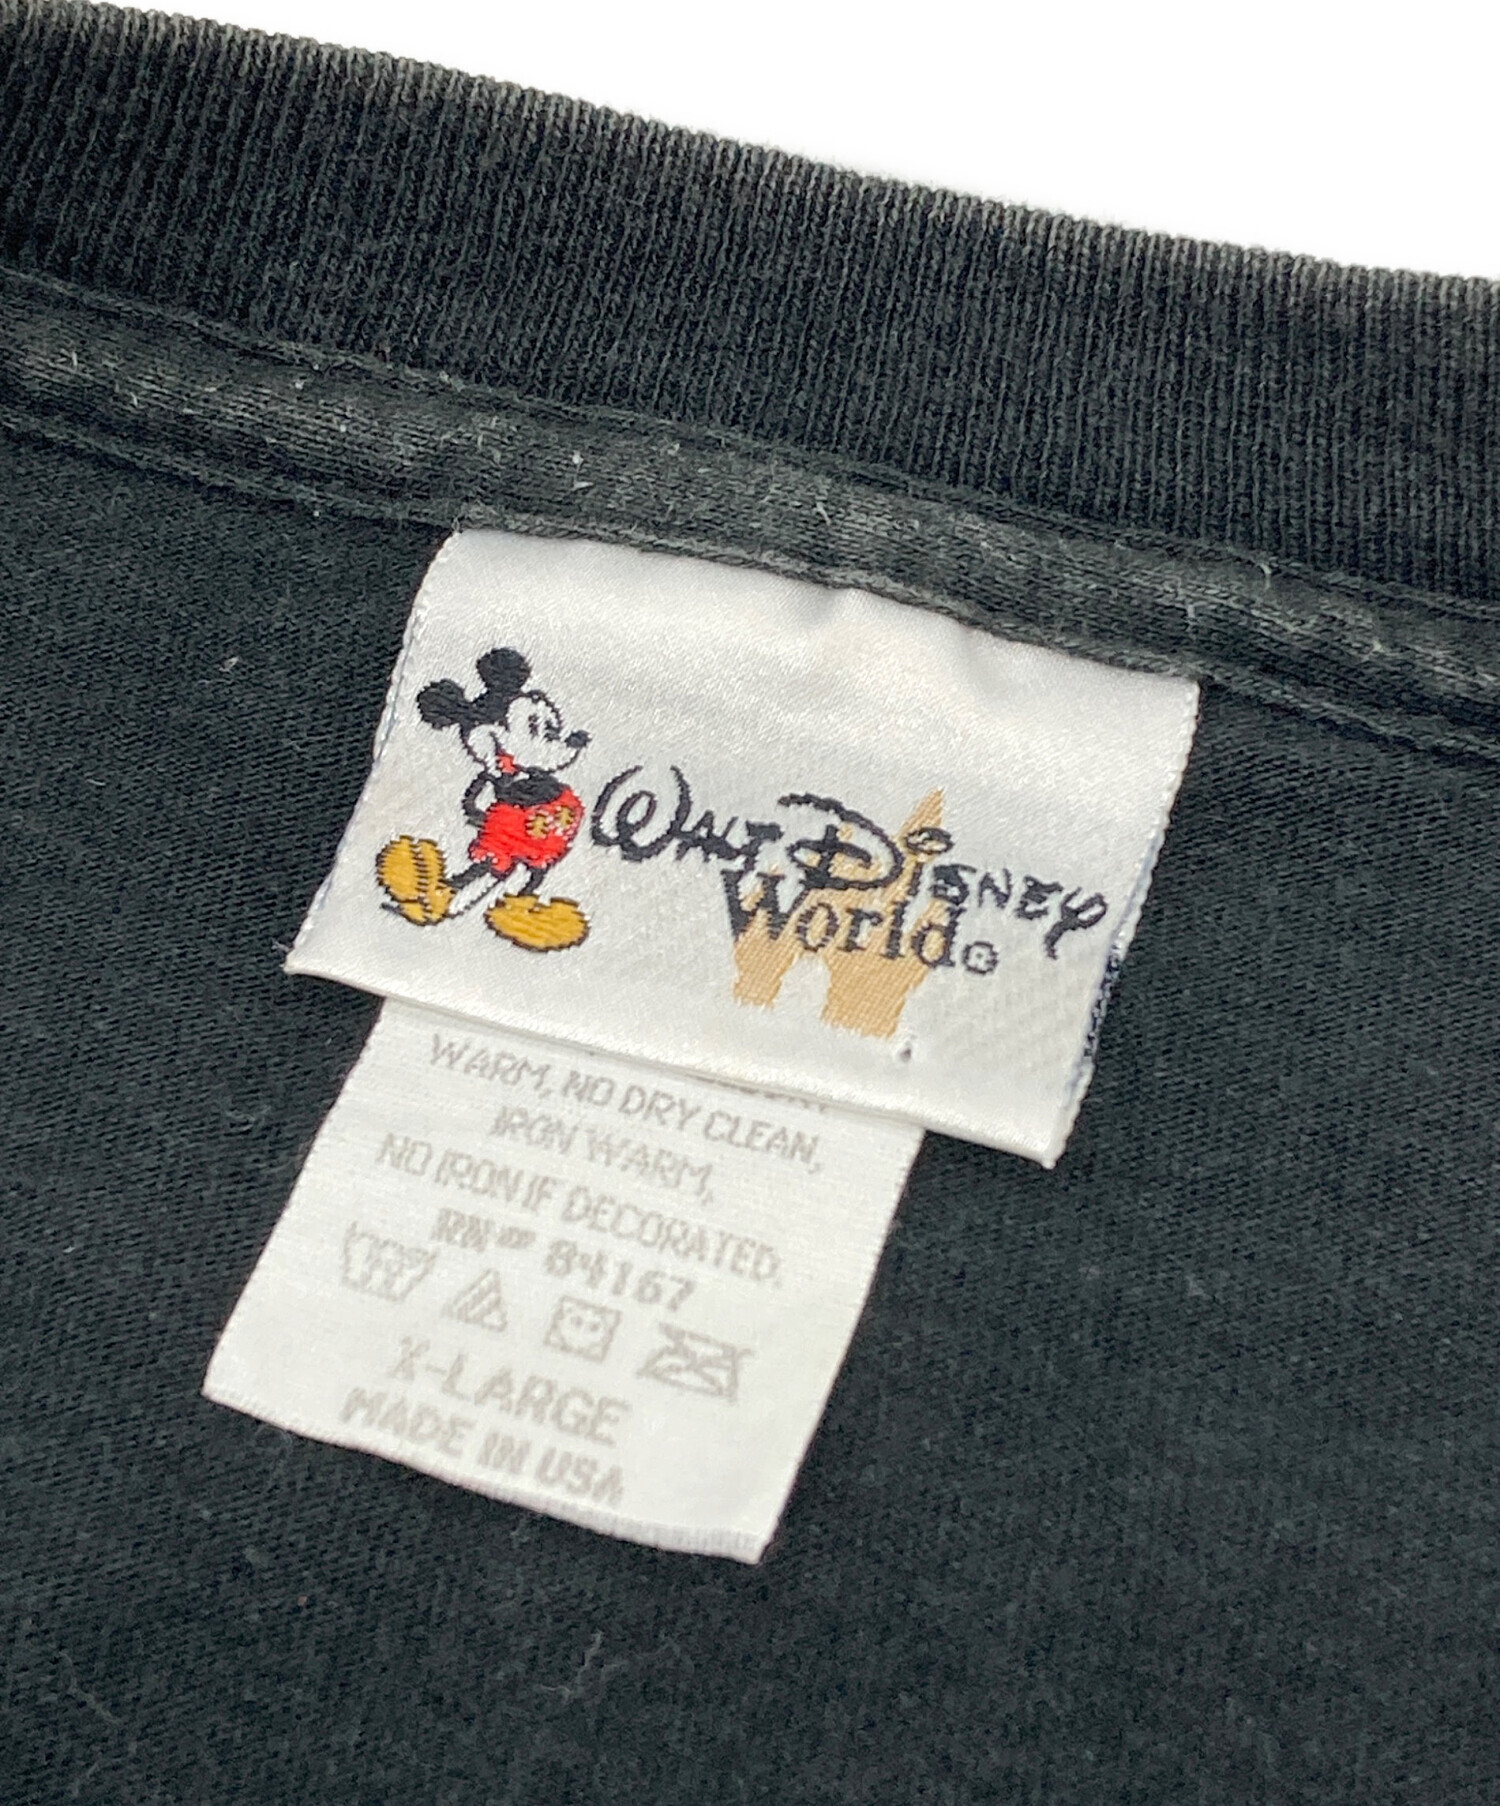 WALT DISNEY
World®
WARM, NO DRY CLEAN,
IRON WARM,
NO IRON IF DECORATED.
RN# 84167
X-LARGE
MADE IN USA